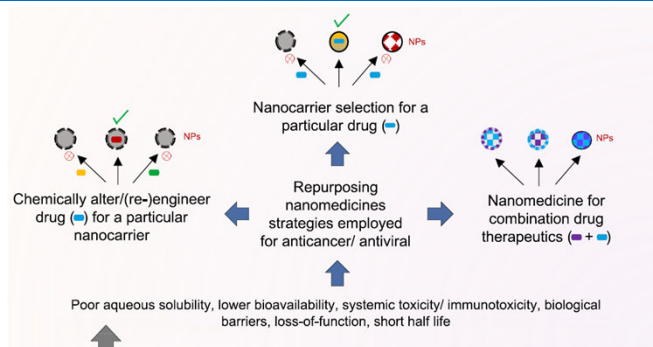 NPs
Nanocarrier selection for a
particular drug (-)
NPs
Chemically alter/(re-)engineer
drug (-) for a particular
nanocarrier
Repurposing
nanomedicines
strategies employed
for anticancer/ antiviral
NPs
Nanomedicine for
combination drug
therapeutics (- + -)
Poor aqueous solubility, lower bioavailability, systemic toxicity/ immunotoxicity, biological
barriers, loss-of-function, short half life